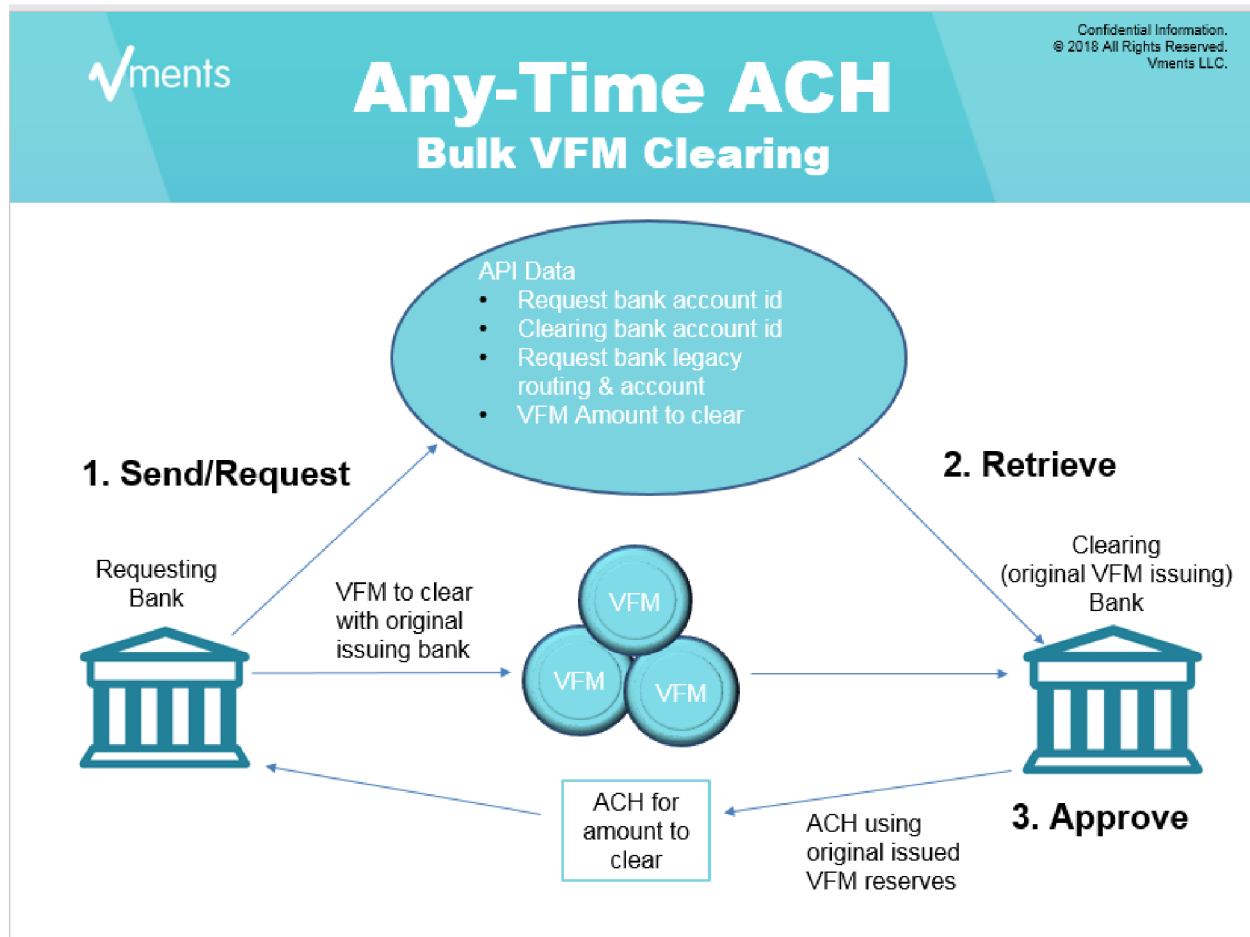 √ments
Any-Time ACH
Bulk VFM Clearing
Confidential Information.
© 2018 All Rights Reserved.
Vments LLC.
API Data
• Request bank account id
• Clearing bank account id
• Request bank legacy
routing & account
• VFM Amount to clear
1. Send/Request
2. Retrieve
Requesting
Bank
VFM to clear
with original
issuing bank
VFM
VFM
VFM
Clearing
(original VFM issuing)
Bank
ACH for
amount to
clear
ACH using
original issued
VFM reserves
3. Approve